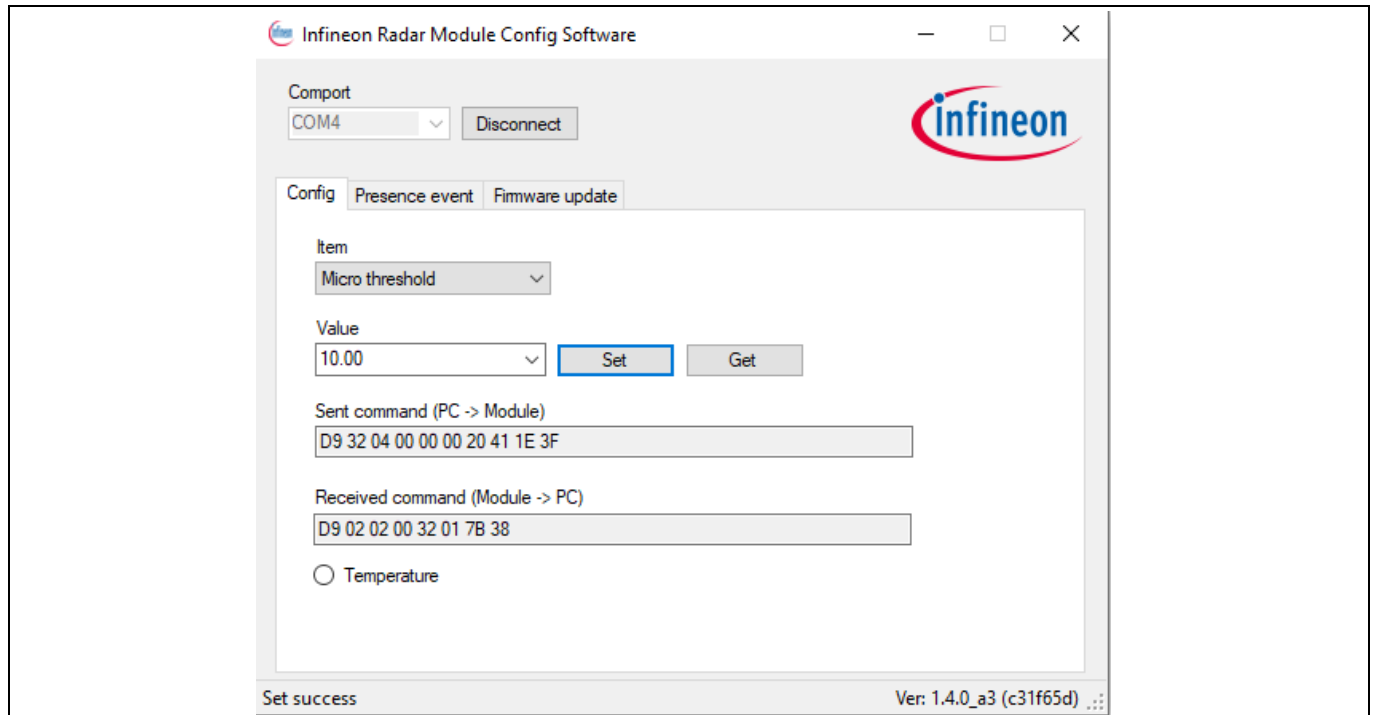 Infineon Radar Module Config Software
Comport
COM4 Disconnect
infineon
Config Presence event Firmware update
Item
Micro threshold
Value
10.00 Set Get
Sent command (PC -> Module)
D9 32 04 00 00 00 20 41 1E 3F
Received command (Module -> PC)
D9 02 02 00 32 01 7B 38
Temperature
Set success Ver: 1.4.0_a3 (c31f65d)